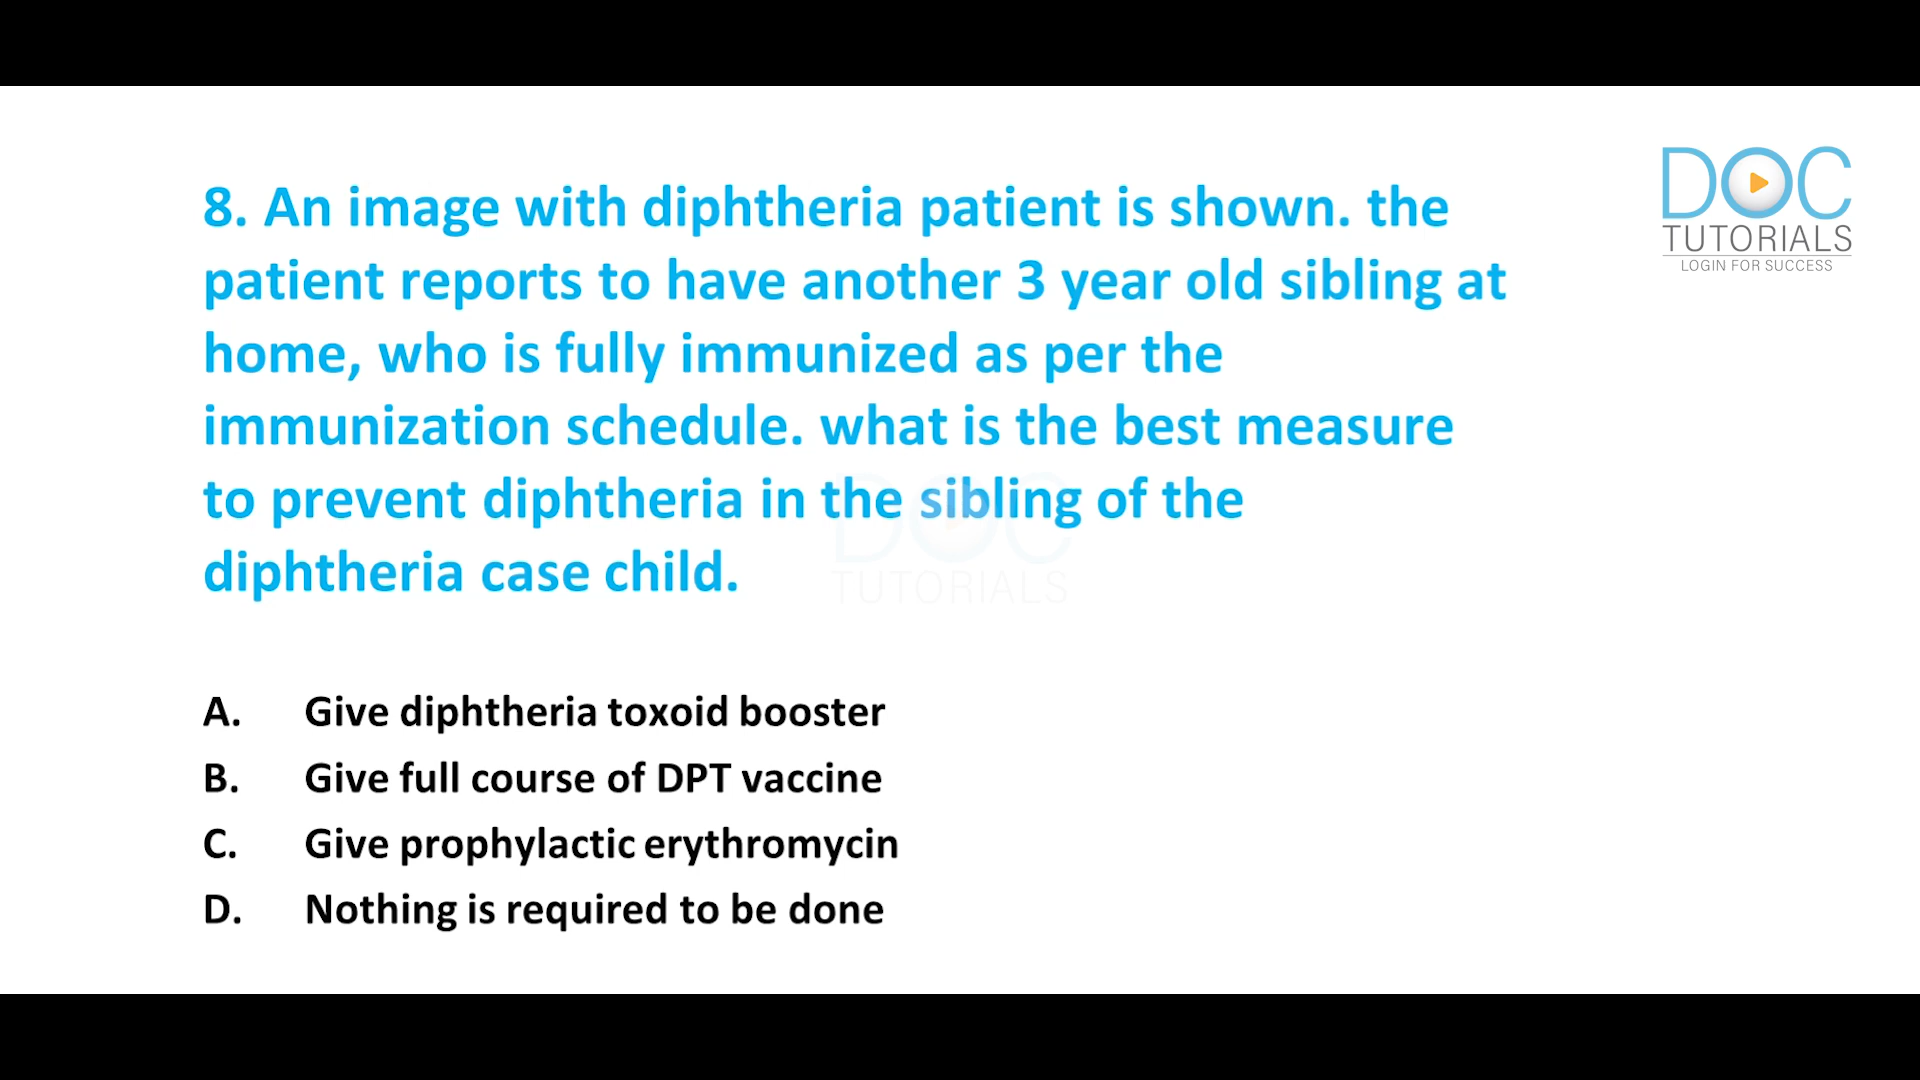 DOC
TUTORIALS
LOGIN FOR SUCCESS
8. An image with diphtheria patient is shown. the
patient reports to have another 3 year old sibling at
home, who is fully immunized as per the
immunization schedule. what is the best measure
to prevent diphtheria in the sibling of the
diphtheria case child.
DOC
TUTORIALS
A. Give diphtheria toxoid booster
B. Give full course of DPT vaccine
C. Give prophylactic erythromycin
D. Nothing is required to be done